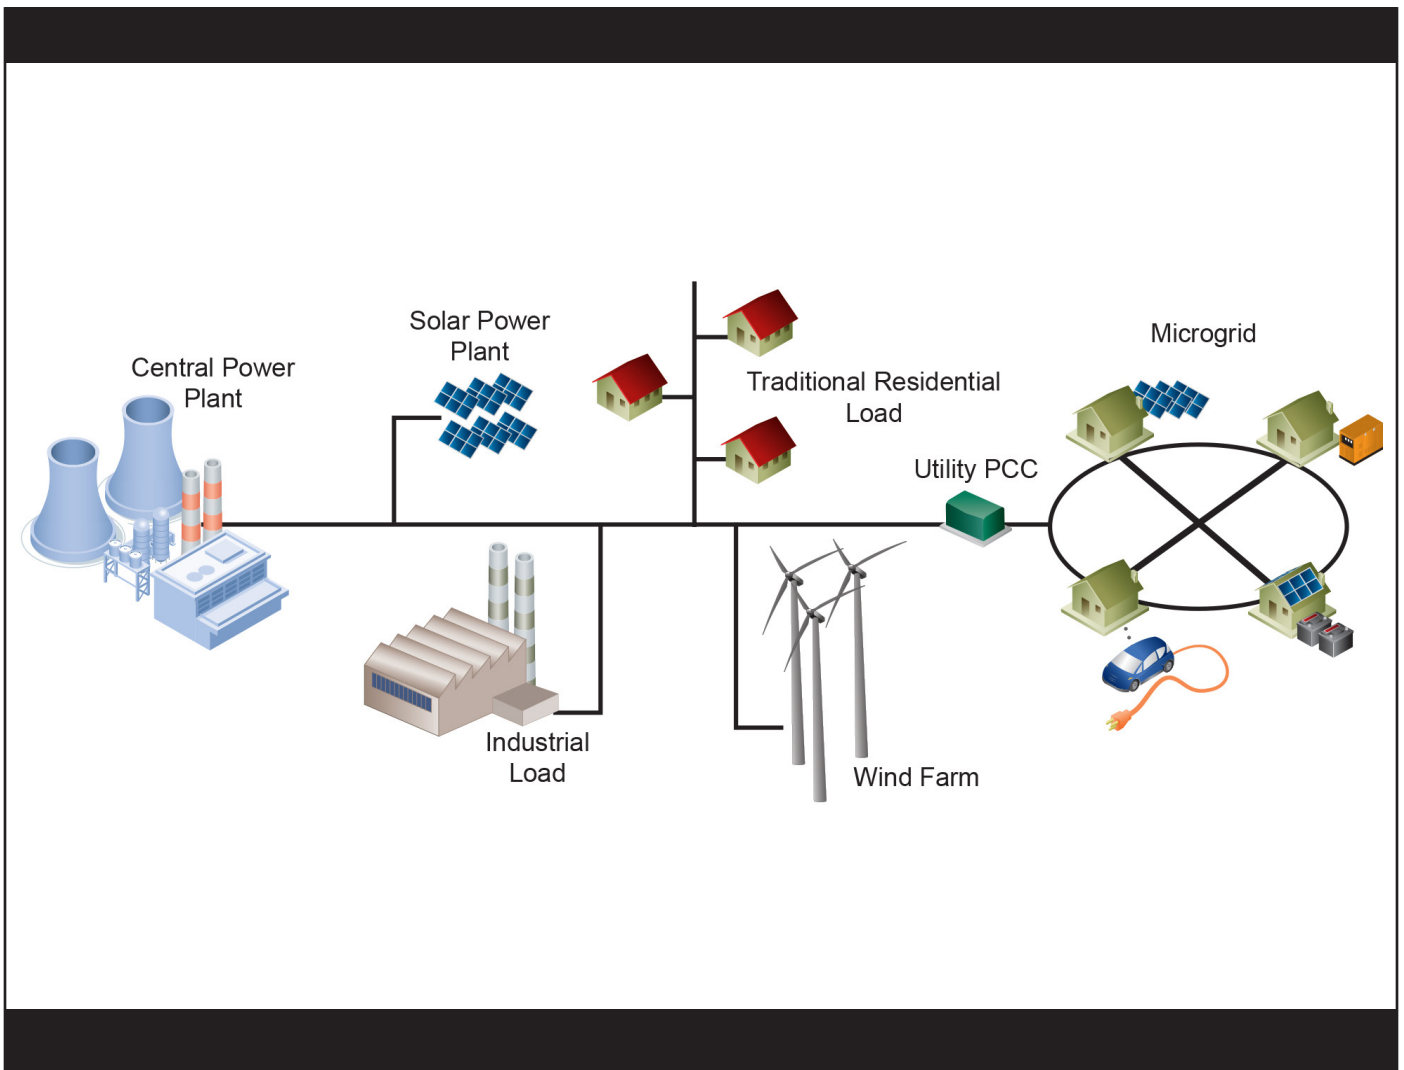 Solar Power
Plant
Central Power
Plant
Traditional Residential
Load
Microgrid
Utility PCC
Industrial
Load
Wind Farm